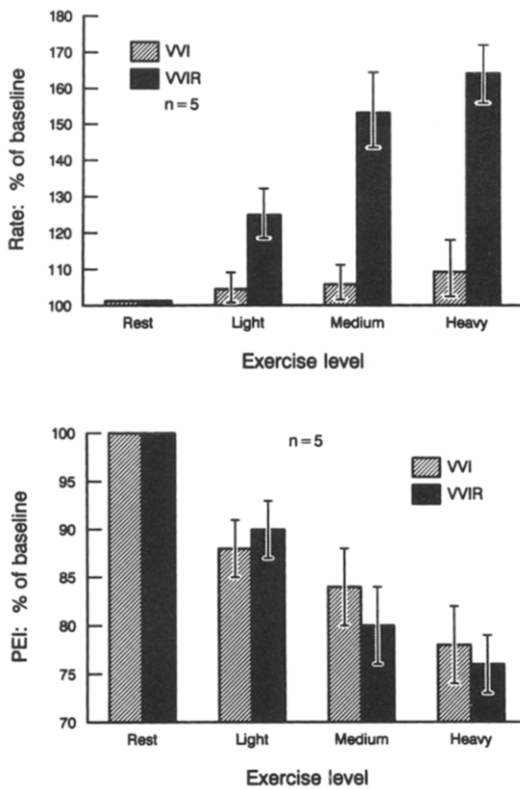 180
170
160
150
140
130
120
110
100
Rate: % of baseline
VVI
VVIR
n=5
Rest Light Medium Heavy
Exercise level
100
95
90
85
80
75
70
PEI: % of baseline
n=5
VVI
VVIR
Rest Light Medium Heavy
Exercise level